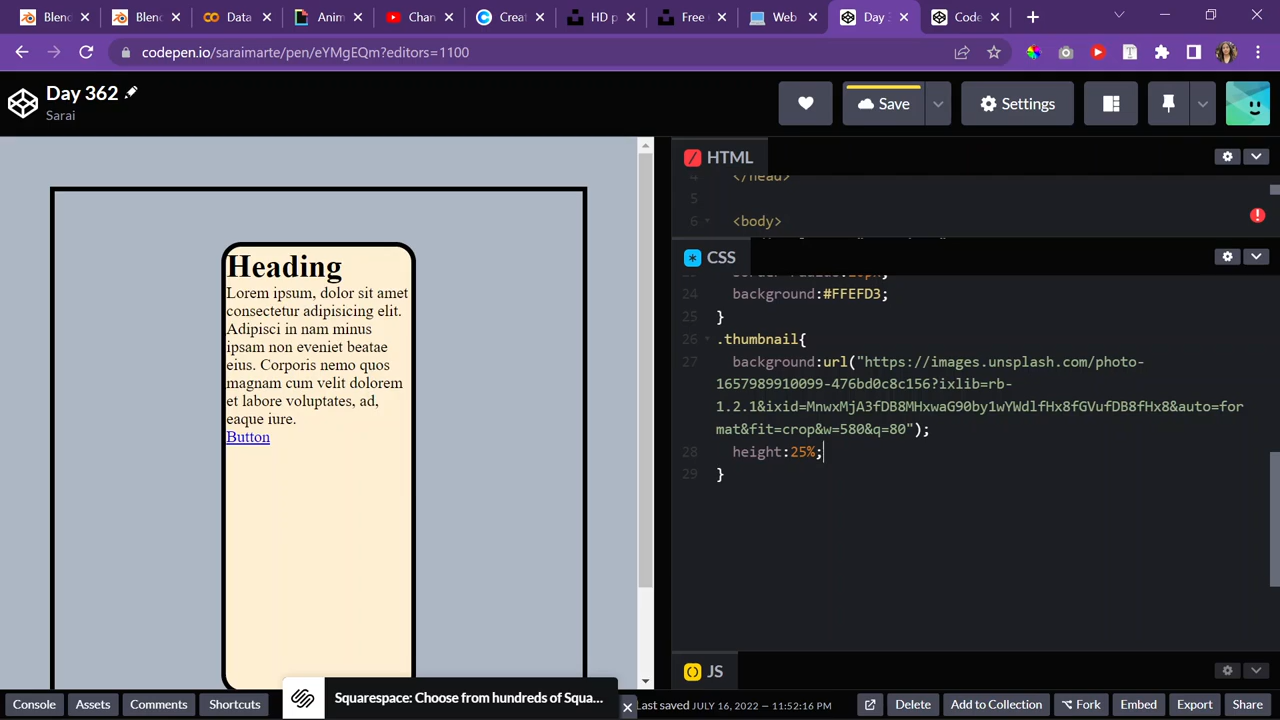 Blen
Blen
Data
Anim
Chan
Creat
HD p
Free
Web
Day 3
Code
codepen.io/saraimarte/pen/eYMgEQm?editors=1100
Day 362
Sarai
Save
Settings
HTML
4 </head>
5
6 <body>
CSS
24 background:#FFEFD3;
25 }
26 .thumbnail{
27 background:url("https://images.unsplash.com/photo-
1657989910099-476bd0c8c156?ixlib=rb-
1.2.1&ixid=MnwxMjA3fDB8MHxwaG90by1wYWdlfHx8fGVufDB8fHx8&auto=for
mat&fit=crop&w=580&q=80");
28 height:25%;
29 }
Heading
Lorem ipsum, dolor sit amet
consectetur adipisicing elit.
Adipisci in nam minus
ipsam non eveniet beatae
eius. Corporis nemo quos
magnam cum velit dolorem
et labore voluptates, ad,
eaque iure.
Button
JS
Squarespace: Choose from hundreds of Squa...
Console
Assets
Comments
Shortcuts
Last saved JULY 16, 2022 — 11:52:16 PM
Delete
Add to Collection
Fork
Embed
Export
Share